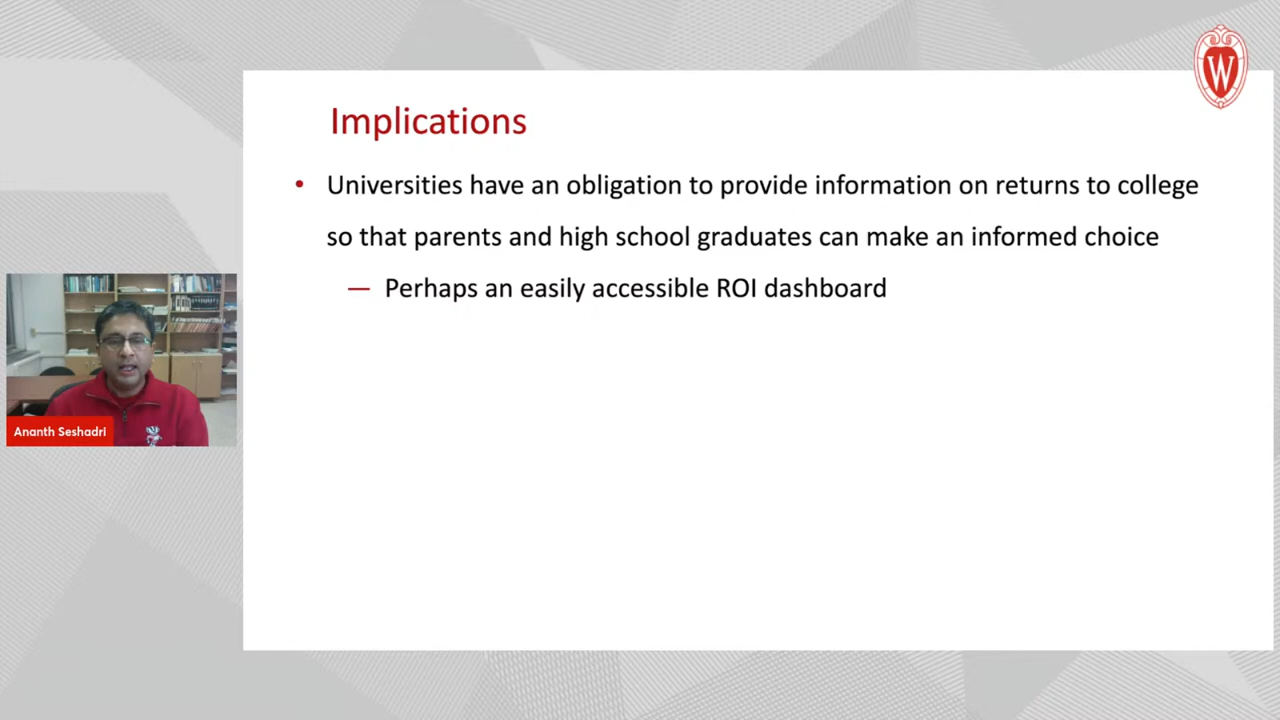 W
Implications
• Universities have an obligation to provide information on returns to college
so that parents and high school graduates can make an informed choice
— Perhaps an easily accessible ROI dashboard
Ananth Seshadri